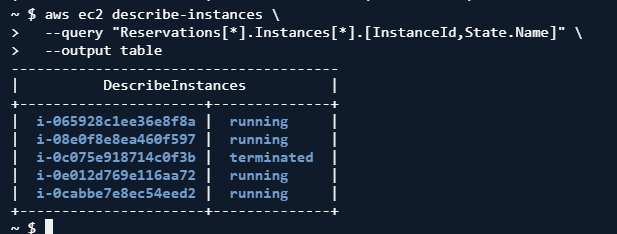 ~ $ aws ec2 describe-instances \
>   --query "Reservations[*].Instances[*].[InstanceId,State.Name]" \
>   --output table
---------------------------------------
|          DescribeInstances          |
+----------------------+--------------+
|  i-065928c1ee36e8f8a |  running     |
|  i-08e0f8e8ea460f597 |  running     |
|  i-0c075e918714c0f3b |  terminated  |
|  i-0e012d769e116aa72 |  running     |
|  i-0cabbe7e8ec54eed2 |  running     |
+----------------------+--------------+
~ $